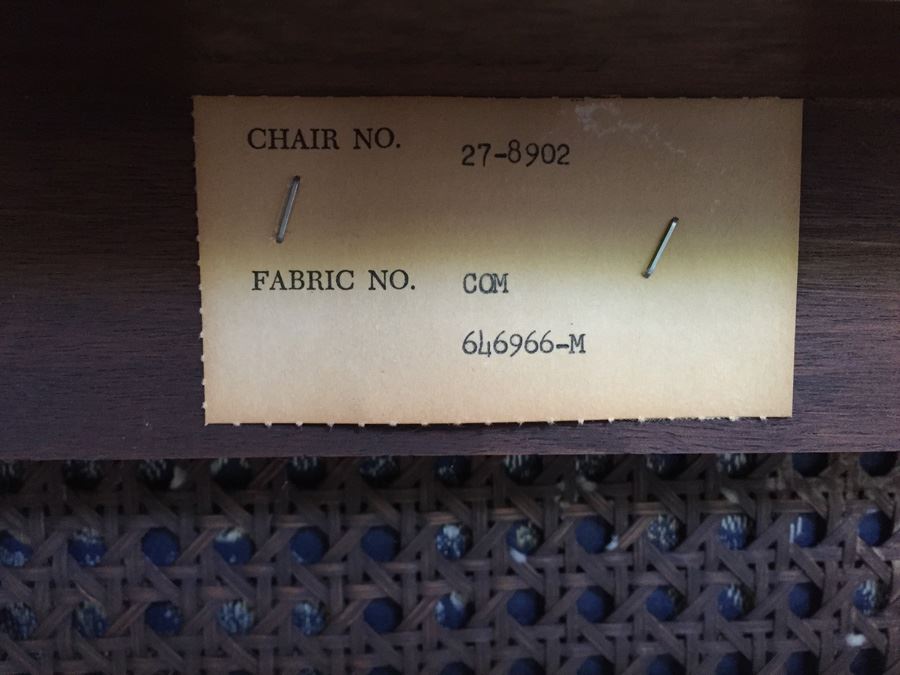 CHAIR NO. 27-8902
FABRIC NO. COM
646966-M